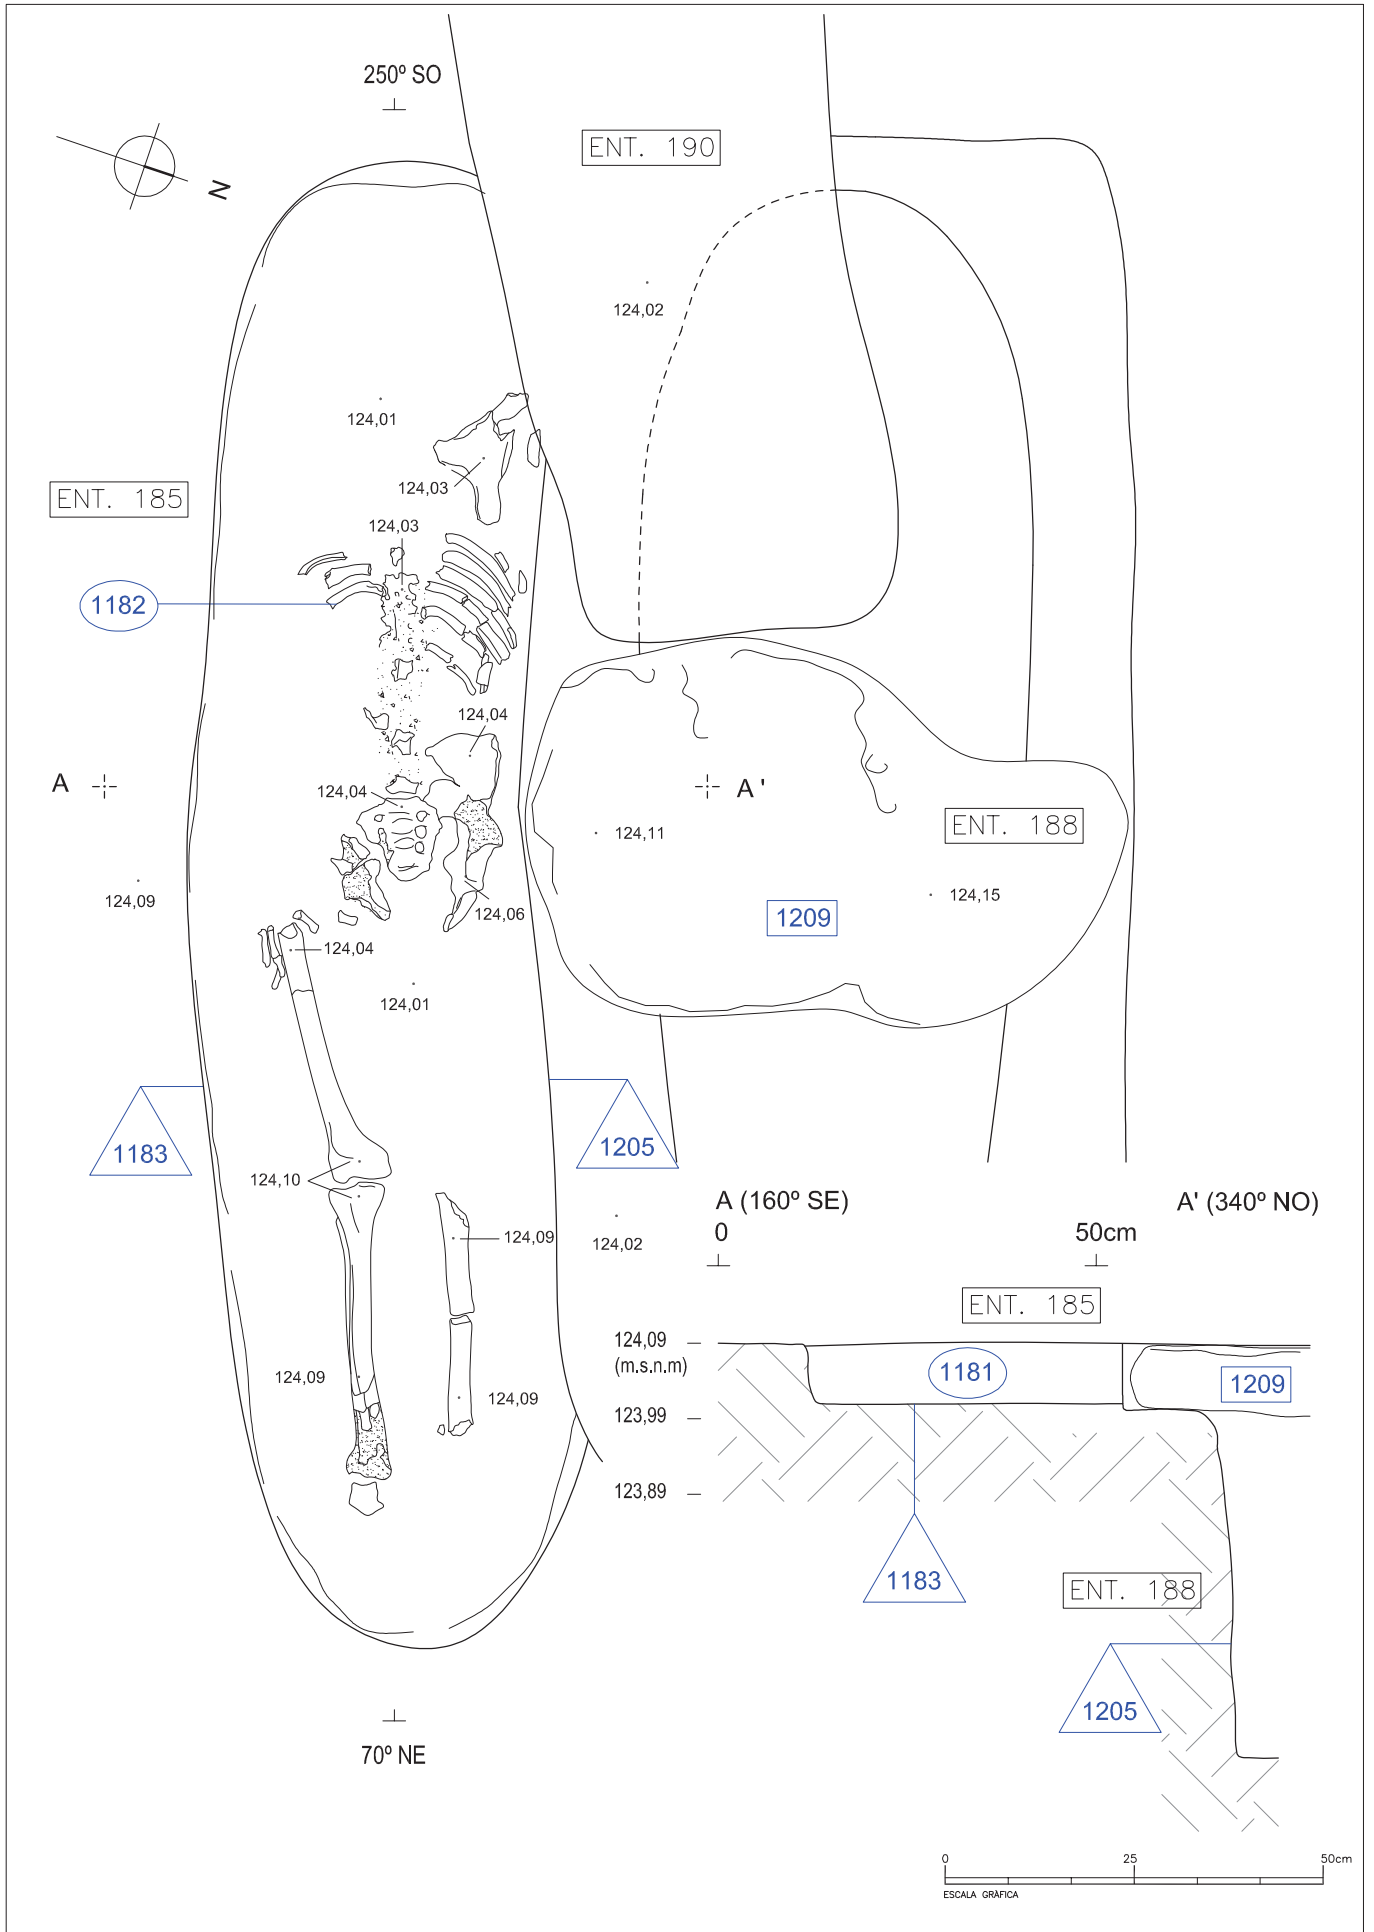 250º SO
ENT. 190
N
124,02
124,01
ENT. 185
124,03
124,03
1182
124,04
A
124,04
A'
ENT. 188
124,11
124,09
124,15
124,06
1209
124,04
124,01
1183
1205
124,10
A (160º SE)
A' (340º NO)
124,09
124,02
0
50cm
ENT. 185
124,09
(m.s.n.m)
1181
1209
124,09
124,09
123,99
123,89
1183
ENT. 188
1205
70º NE
0
25
50cm
ESCALA GRÀFICA